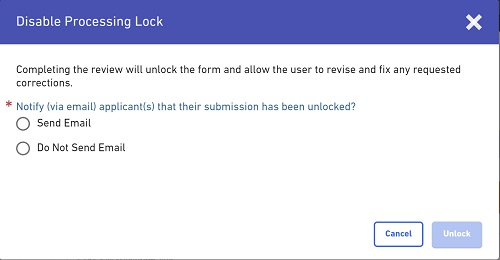 Disable Processing Lock
Completing the review will unlock the form and allow the user to revise and fix any requested
corrections.
* Notify (via email) applicant(s) that their submission has been unlocked?
Send Email
Do Not Send Email
Cancel
Unlock